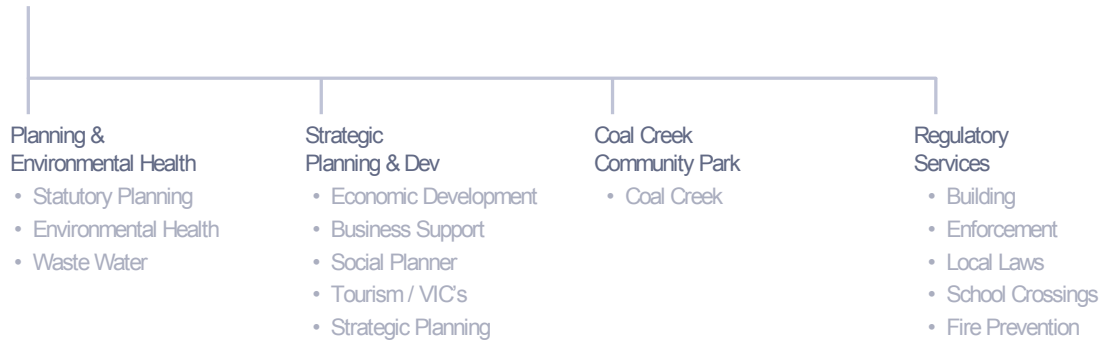 Planning &
Environmental Health
• Statutory Planning
• Environmental Health
• Waste Water
Strategic
Planning & Dev
• Economic Development
• Business Support
• Social Planner
• Tourism / VIC's
• Strategic Planning
Coal Creek
Community Park
• Coal Creek
Regulatory
Services
• Building
• Enforcement
• Local Laws
• School Crossings
• Fire Prevention